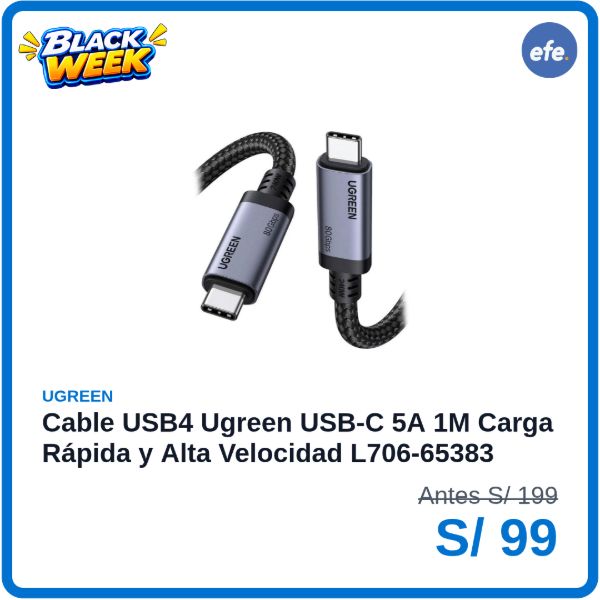 BLACK
WEEK
efe.
UGREEN
80Gbps
UGREEN
80Gbps
UGREEN
Cable USB4 Ugreen USB-C 5A 1M Carga
Rápida y Alta Velocidad L706-65383
Antes S/ 199
S/ 99